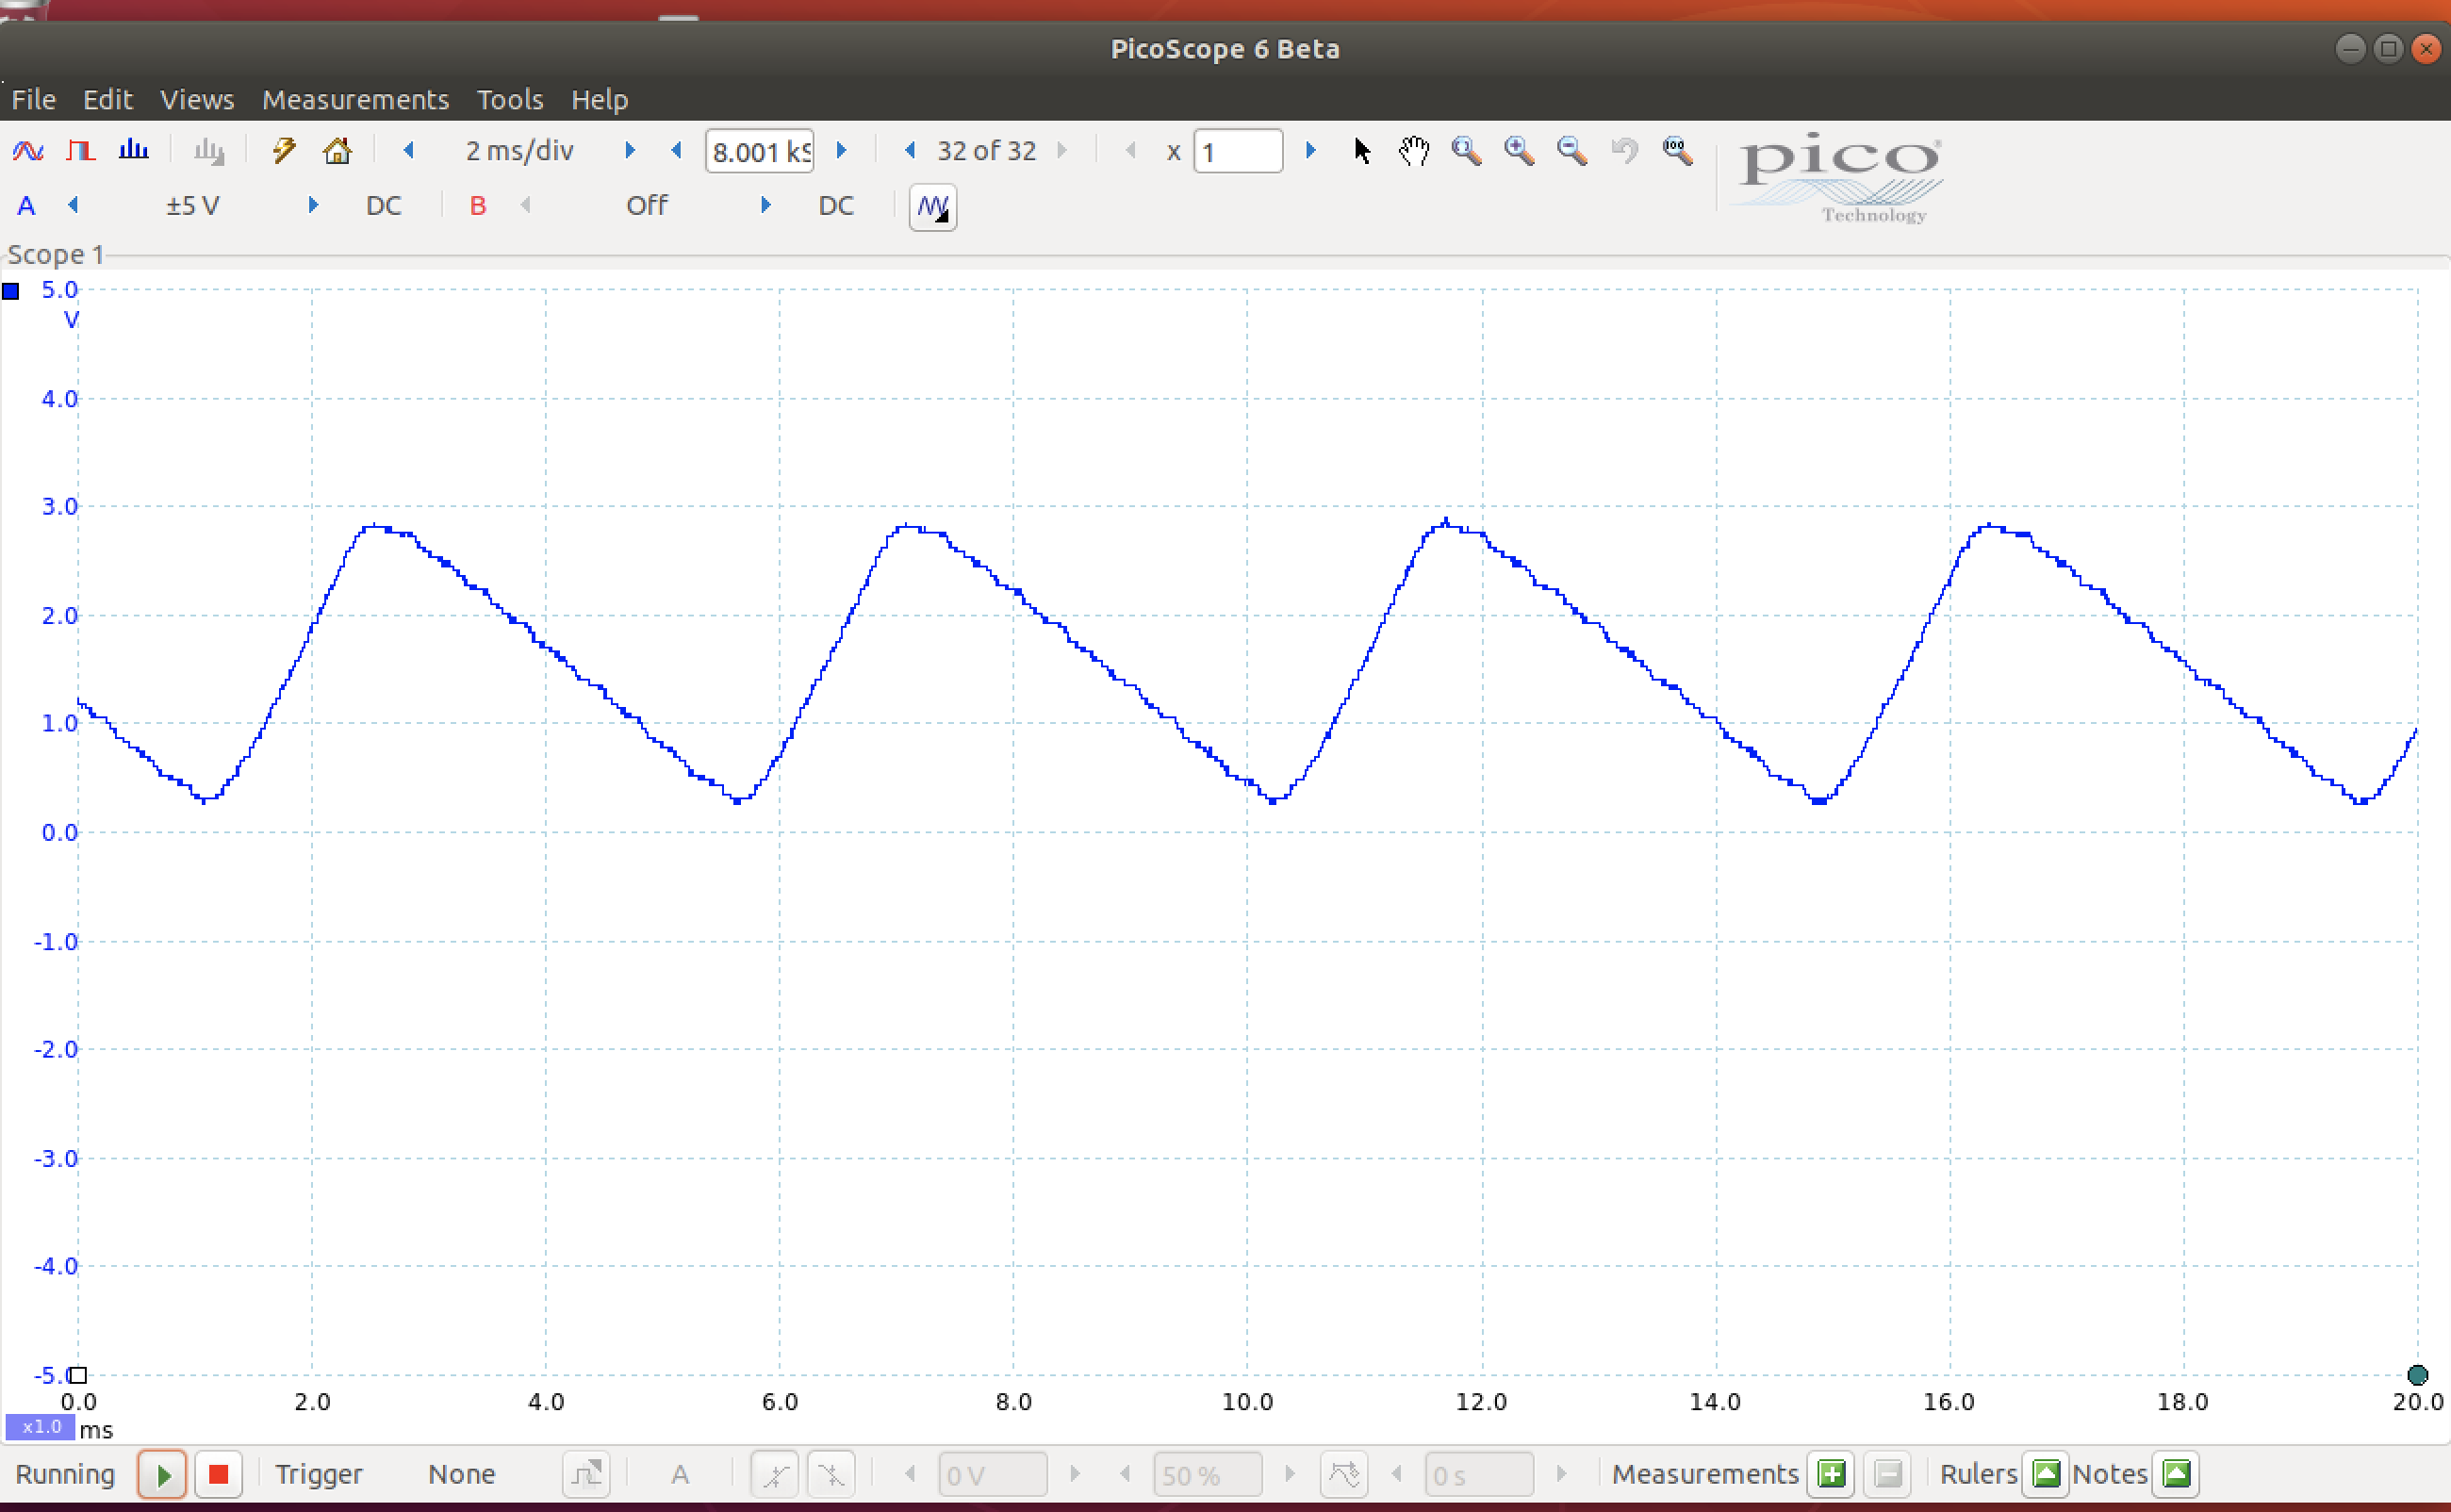 PicoScope 6 Beta
File Edit Views Measurements Tools Help
2 ms/div 8.001 kS 32 of 32 x 1
pico
Technology
A ±5 V DC B Off DC
Scope 1
5.0
V
4.0
3.0
2.0
1.0
0.0
-1.0
-2.0
-3.0
-4.0
-5.0
0.0 2.0 4.0 6.0 8.0 10.0 12.0 14.0 16.0 18.0 20.0
x1.0 ms
Running Trigger None A 0 V 50 % 0 s Measurements Rulers Notes